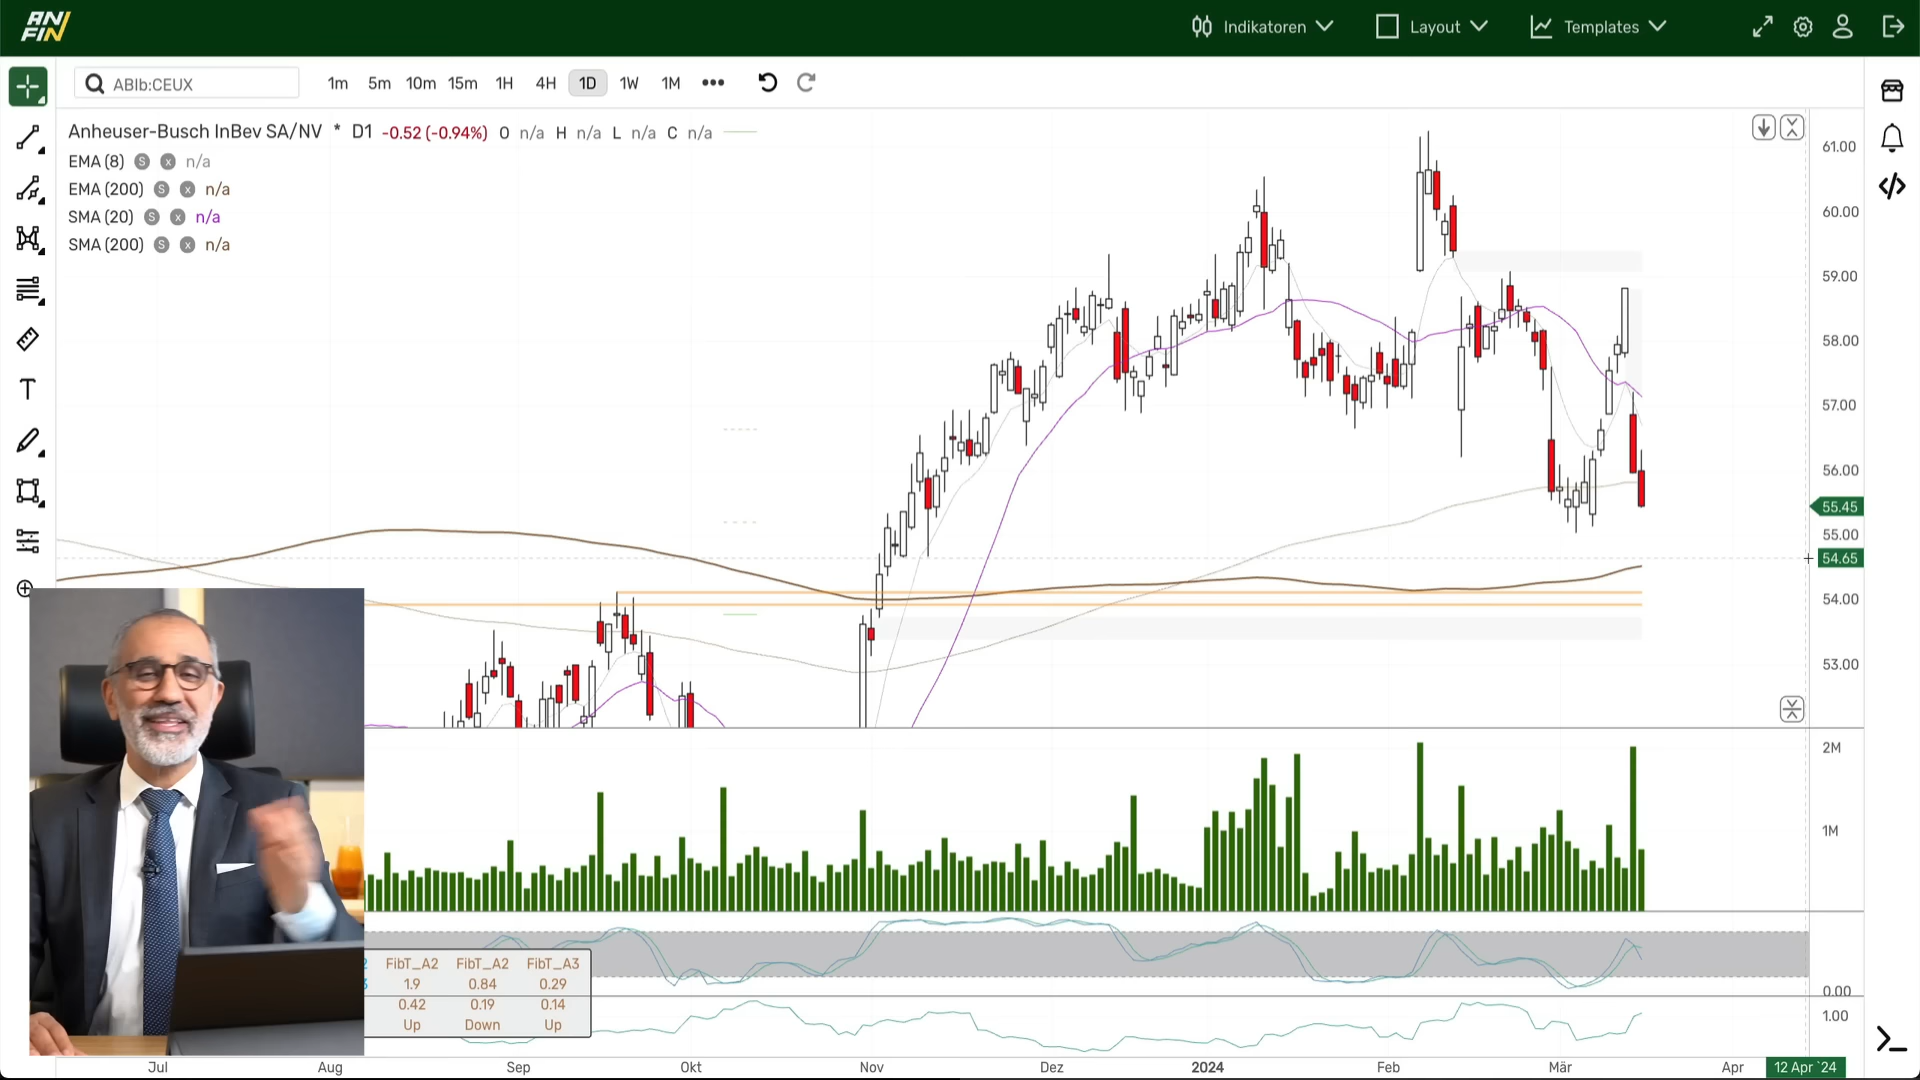 AN
FIN
Indikatoren
Layout
Templates
ABIb:CEUX
1m 5m 10m 15m 1H 4H 1D 1W 1M •••
Anheuser-Busch InBev SA/NV * D1 -0.52 (-0.94%) O n/a H n/a L n/a C n/a
EMA (8) S x n/a
EMA (200) S x n/a
SMA (20) S x n/a
SMA (200) S x n/a
T
61.00
60.00
59.00
58.00
57.00
56.00
55.45
55.00
54.65
54.00
53.00
2M
1M
0.00
1.00
FibT_A2 FibT_A2 FibT_A3
1.9 0.84 0.29
0.42 0.19 0.14
Up Down Up
Jul Aug Sep Okt Nov Dez 2024 Feb Mär Apr 12 Apr `24